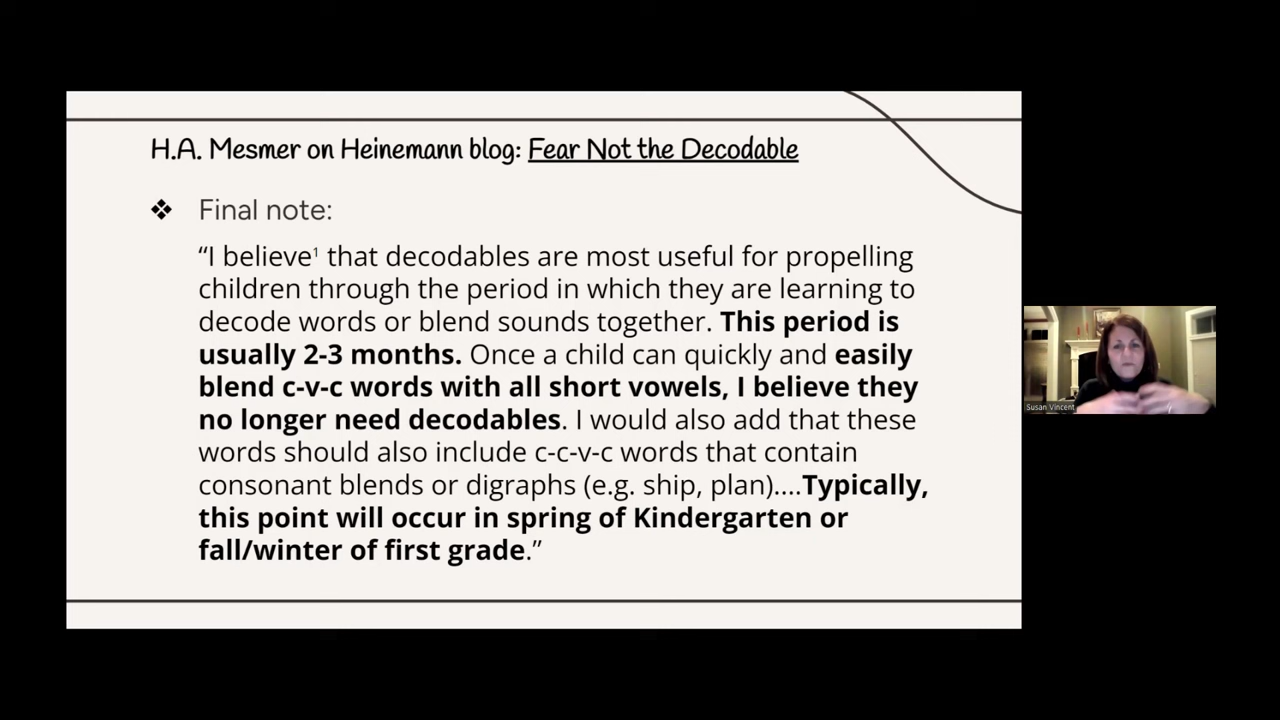 H.A. Mesmer on Heinemann blog: Fear Not the Decodable
❖ Final note:
“I believe¹ that decodables are most useful for propelling
children through the period in which they are learning to
decode words or blend sounds together. This period is
usually 2-3 months. Once a child can quickly and easily
blend c-v-c words with all short vowels, I believe they
no longer need decodables. I would also add that these
words should also include c-c-v-c words that contain
consonant blends or digraphs (e.g. ship, plan)....Typically,
this point will occur in spring of Kindergarten or
fall/winter of first grade.”
Susan Vincent